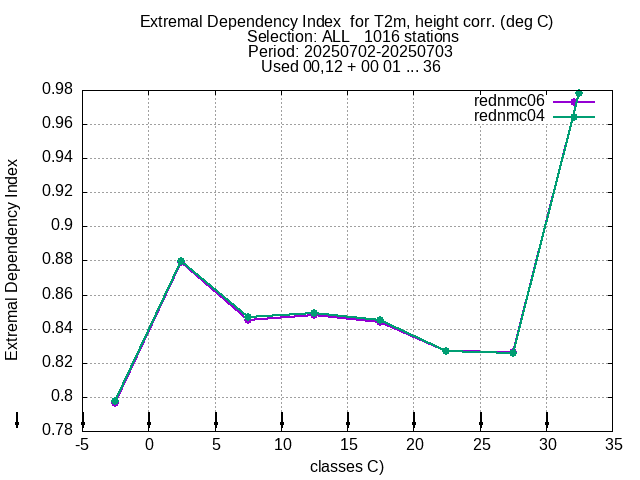 Extremal Dependency Index  for T2m, height corr. (deg C)
Selection: ALL   1016 stations
Period: 20250702-20250703
Used 00,12 + 00 01 ... 36
rednmc06
rednmc04
Extremal Dependency Index
0.98
0.96
0.94
0.92
0.9
0.88
0.86
0.84
0.82
0.8
0.78
-5 0 5 10 15 20 25 30 35
classes C)